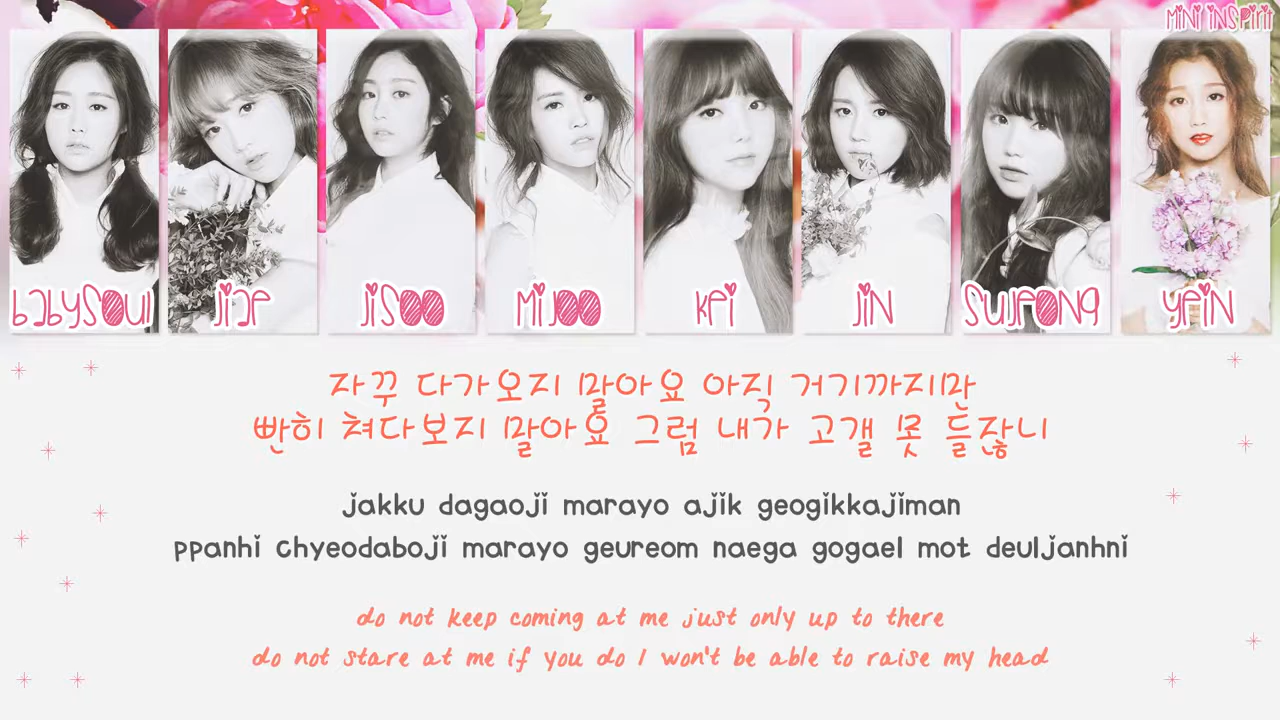 MINI INSPIRIT
babysoul
jiae
jisoo
mijoo
kei
jin
sujeong
yein
자꾸 다가오지 말아요 아직 거기까지만
빤히 쳐다보지 말아요 그럼 내가 고갤 못 들잖니
jakku dagaoji marayo ajik geogikkajiman
ppanhi chyeodaboji marayo geureom naega gogael mot deuljanhni
do not keep coming at me just only up to there
do not stare at me if you do I won't be able to raise my head